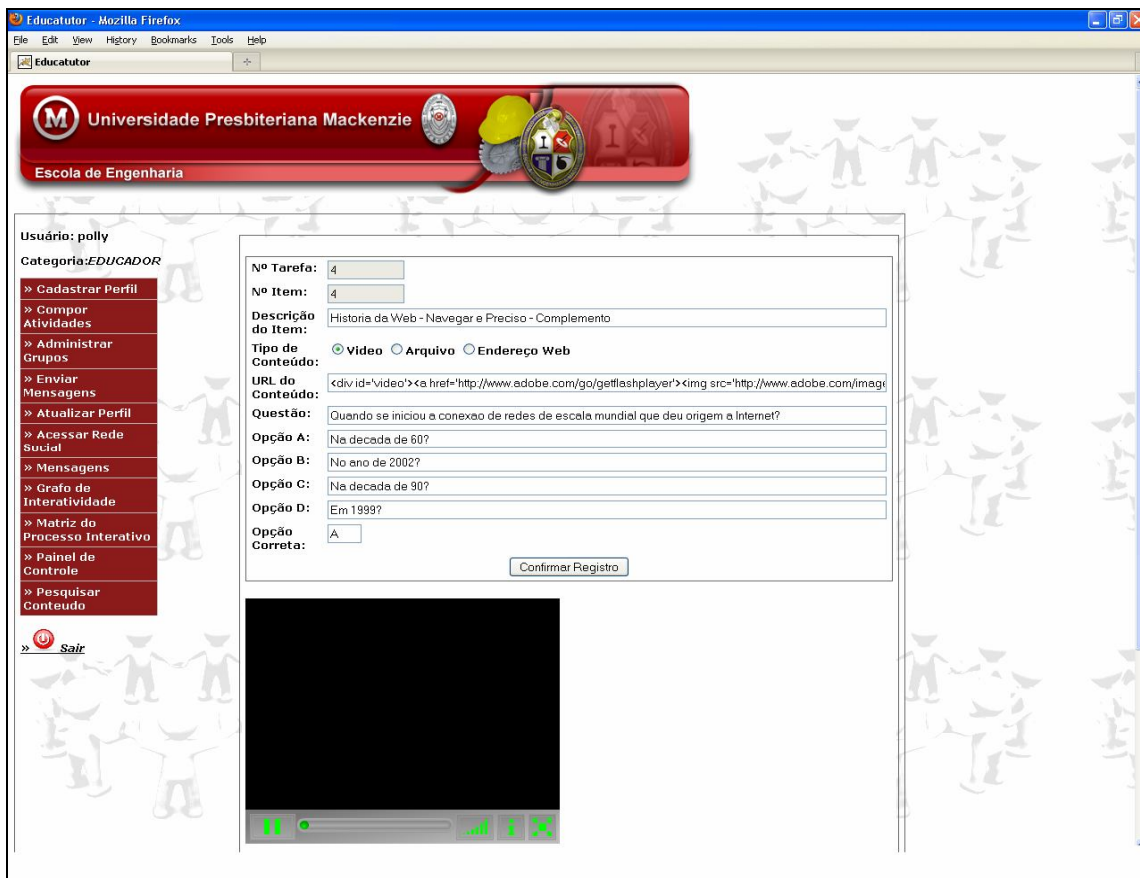 Educatutor - Mozilla Firefox
File Edit View History Bookmarks Tools Help
Educatutor
Universidade Presbiteriana Mackenzie
Escola de Engenharia
Usuário: polly
Categoria:EDUCADOR
» Cadastrar Perfil
» Compor
Atividades
» Administrar
Grupos
» Enviar
Mensagens
» Atualizar Perfil
» Acessar Rede
Social
» Mensagens
» Grafo de
Interatividade
» Matriz do
Processo Interativo
» Painel de
Controle
» Pesquisar
Conteudo
» Sair
Nº Tarefa: 4
Nº Item: 4
Descrição
do Item: Historia da Web - Navegar e Preciso - Complemento
Tipo de
Conteúdo: Video Arquivo Endereço Web
URL do
Conteúdo: <div id='video'><a href='http://www.adobe.com/go/getflashplayer'><img src='http://www.adobe.com/image
Questão: Quando se iniciou a conexao de redes de escala mundial que deu origem a Internet?
Opção A: Na decada de 60?
Opção B: No ano de 2002?
Opção C: Na decada de 90?
Opção D: Em 1999?
Opção
Correta: A
Confirmar Registro